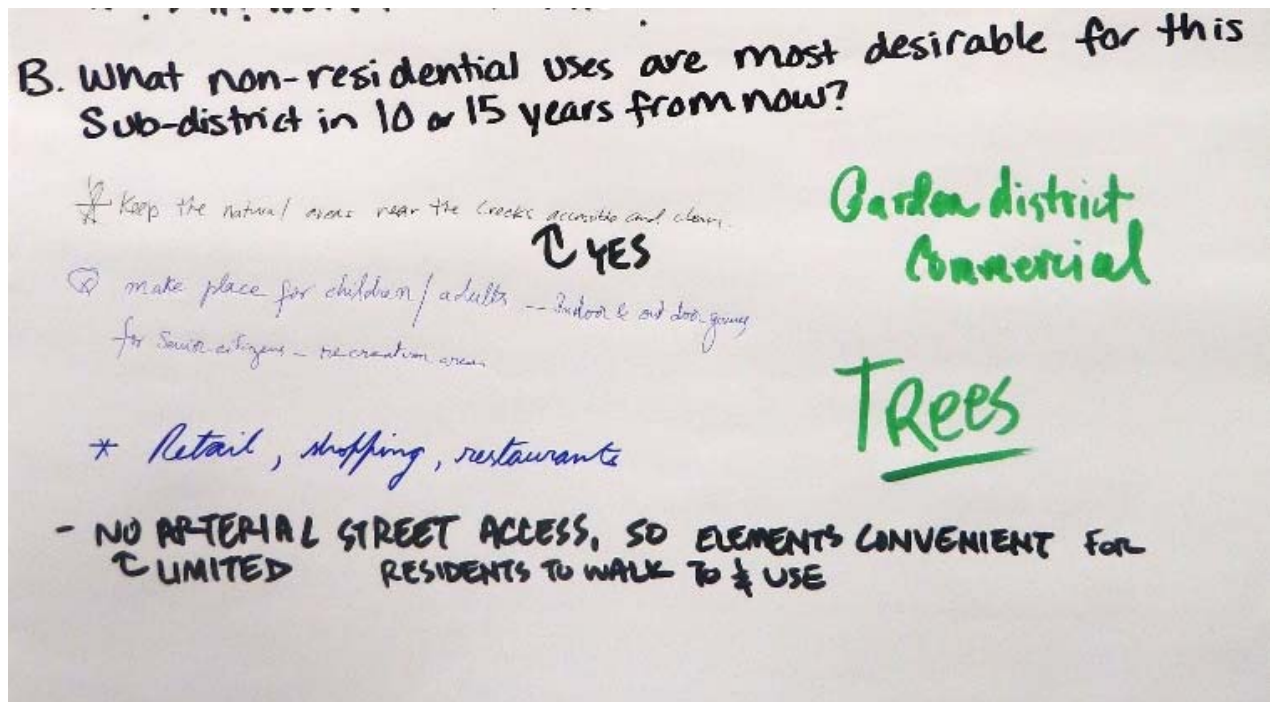 B. What non-residential uses are most desirable for this
Sub-district in 10 or 15 years from now?
* Keep the natural areas near the creeks accessible and clean.
↑ YES
make place for children / adults -- Indoor & out door games
for Senior citizens - recreation areas
* Retail, shopping, restaurants
- NO ARTERIAL STREET ACCESS, SO ELEMENTS CONVENIENT FOR
↑ LIMITED RESIDENTS TO WALK TO & USE
Garden district
Commercial
TRees